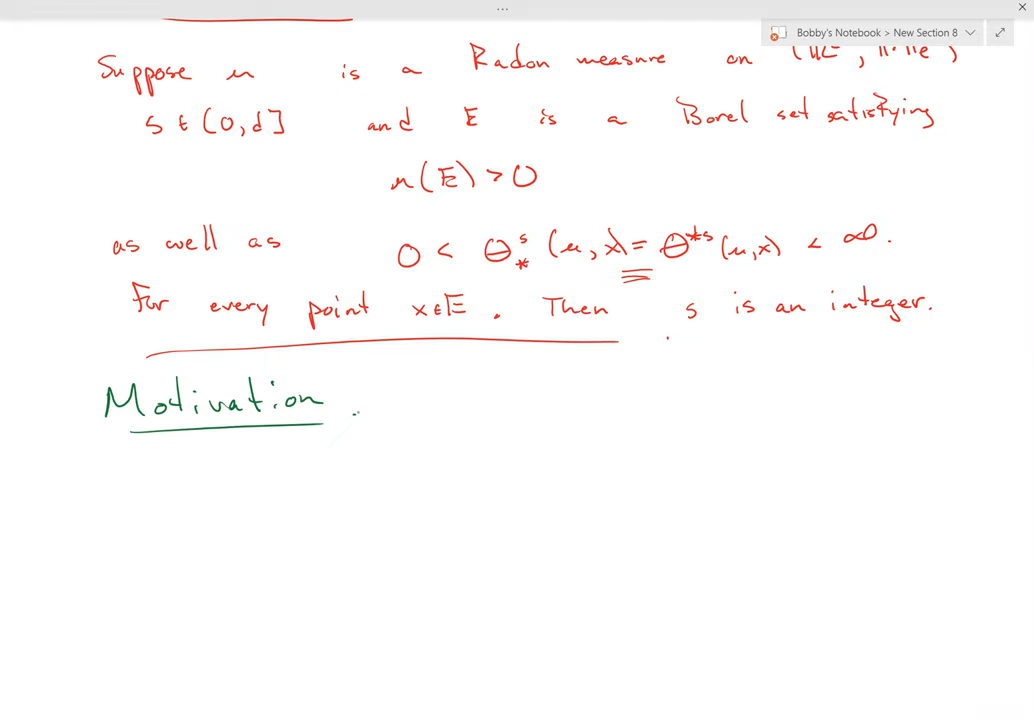 ...
Bobby's Notebook > New Section 8
Suppose μ is a Radon measure on (ℝᵈ, ‖·‖ₑ)
s ∈ (0,d] and E is a Borel set satisfying
μ(E) > 0
as well as 0 < Θ^s_* (μ, x) = Θ^{*s} (μ, x) < ∞.
For every point x ∈ E. Then s is an integer.
Motivation